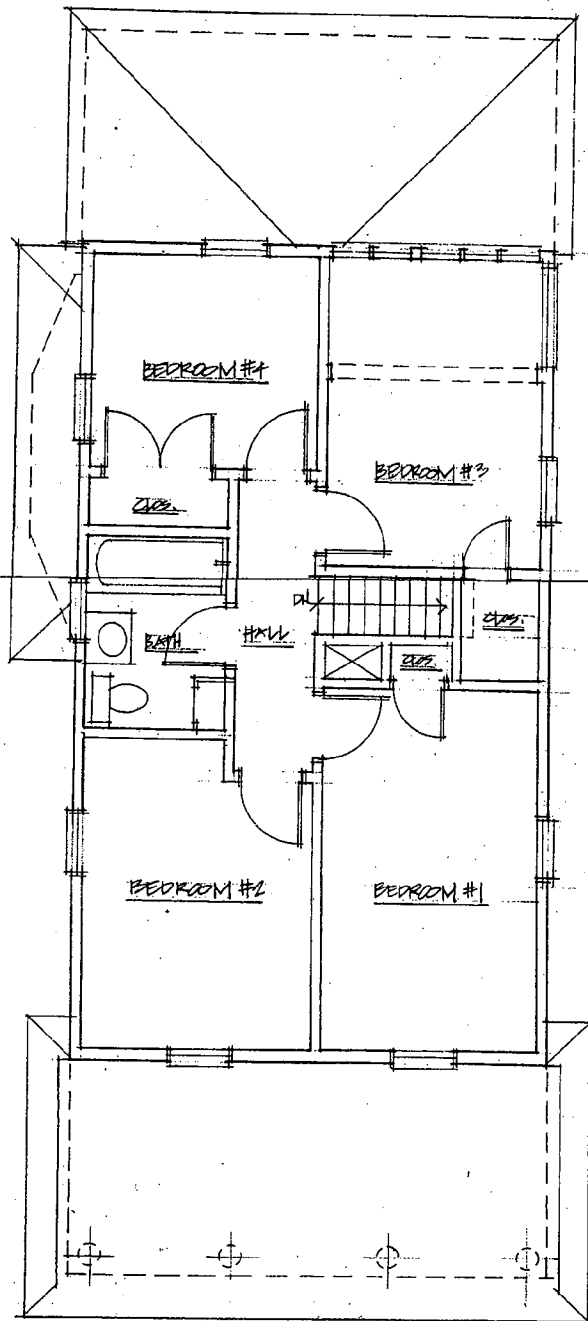 BEDROOM #4
BEDROOM #3
CLOS.
DN
CLOS.
BATH
HALL
CLOS.
BEDROOM #2
BEDROOM #1